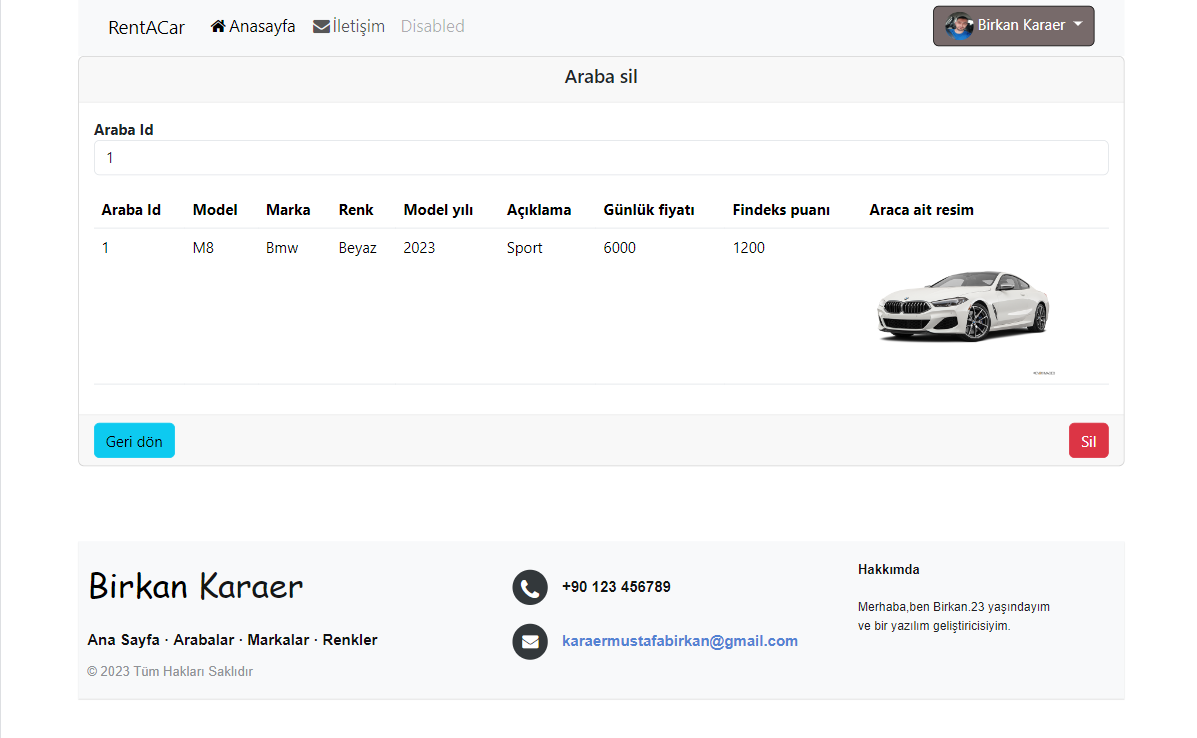 RentACar Anasayfa İletişim Disabled Birkan Karaer
Araba sil
Araba Id
1
Araba Id Model Marka Renk Model yılı Açıklama Günlük fiyatı Findeks puanı Araca ait resim
1 M8 Bmw Beyaz 2023 Sport 6000 1200
Geri dön Sil
Birkan Karaer
Ana Sayfa · Arabalar · Markalar · Renkler
© 2023 Tüm Hakları Saklıdır
+90 123 456789
karaermustafabirkan@gmail.com
Hakkımda
Merhaba,ben Birkan.23 yaşındayım
ve bir yazılım geliştiricisiyim.